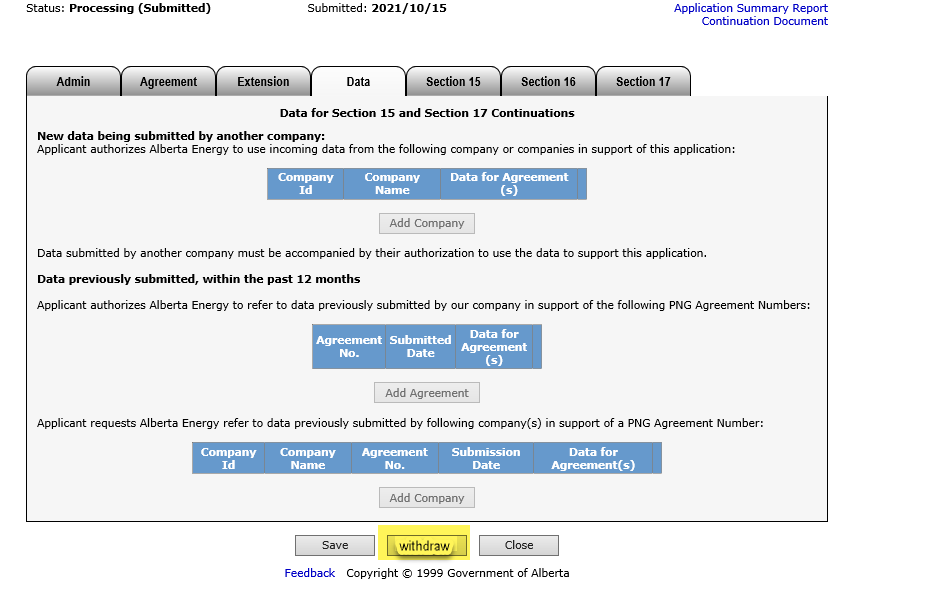 Status: Processing (Submitted) Submitted: 2021/10/15 Application Summary Report
Continuation Document
Admin Agreement Extension Data Section 15 Section 16 Section 17
Data for Section 15 and Section 17 Continuations
New data being submitted by another company:
Applicant authorizes Alberta Energy to use incoming data from the following company or companies in support of this application:
Company Id Company Name Data for Agreement (s)
Add Company
Data submitted by another company must be accompanied by their authorization to use the data to support this application.
Data previously submitted, within the past 12 months
Applicant authorizes Alberta Energy to refer to data previously submitted by our company in support of the following PNG Agreement Numbers:
Agreement No. Submitted Date Data for Agreement (s)
Add Agreement
Applicant requests Alberta Energy refer to data previously submitted by following company(s) in support of a PNG Agreement Number:
Company Id Company Name Agreement No. Submission Date Data for Agreement(s)
Add Company
Save withdraw Close
Feedback Copyright © 1999 Government of Alberta